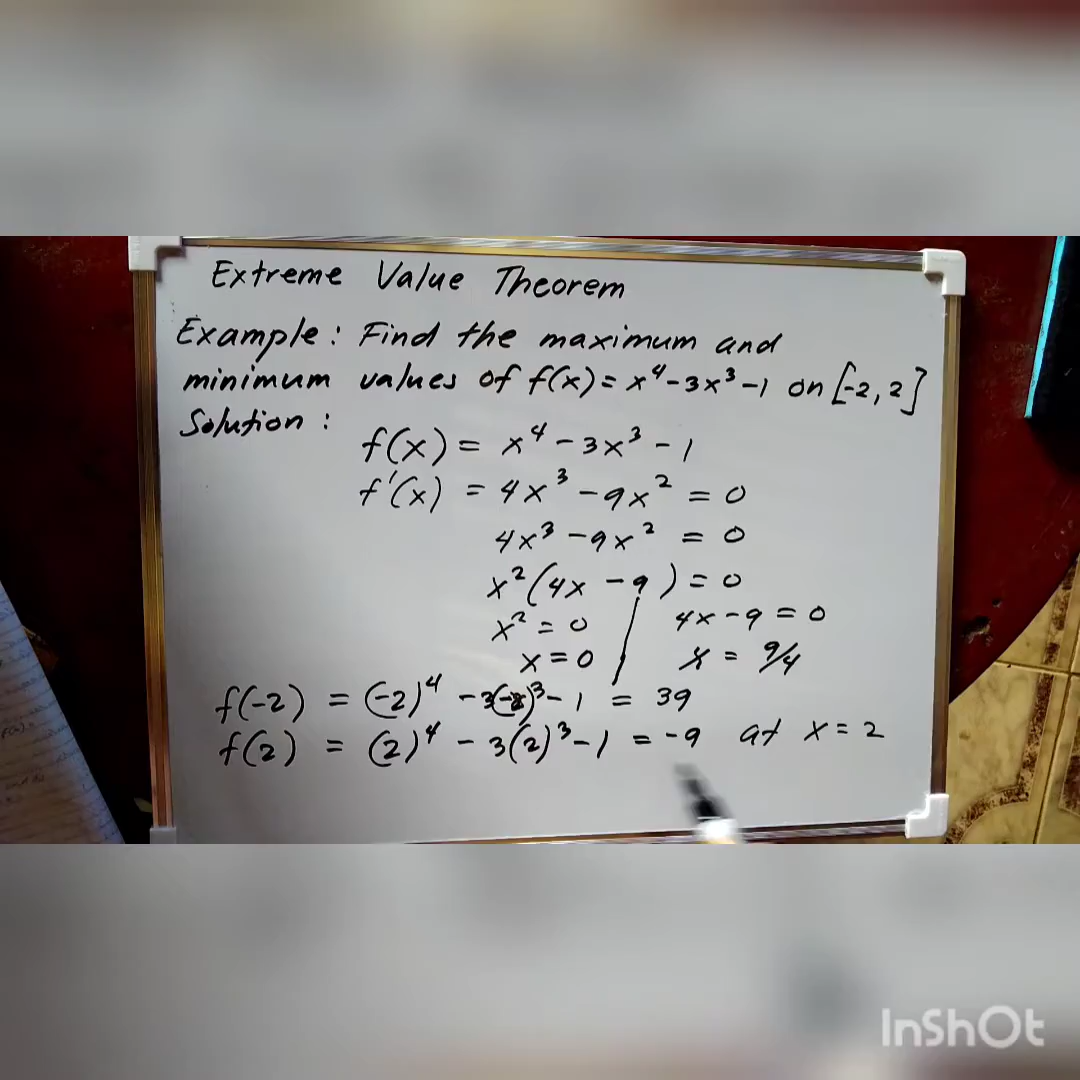 Extreme Value Theorem
Example: Find the maximum and
minimum values of f(x) = x⁴ - 3x³ - 1 on [-2, 2]
Solution:
f(x) = x⁴ - 3x³ - 1
f'(x) = 4x³ - 9x² = 0
4x³ - 9x² = 0
x²(4x - 9) = 0
x² = 0 / 4x - 9 = 0
x = 0 x = 9/4
f(-2) = (-2)⁴ - 3(-2)³ - 1 = 39
f(2) = (2)⁴ - 3(2)³ - 1 = -9 at x = 2
InShOt